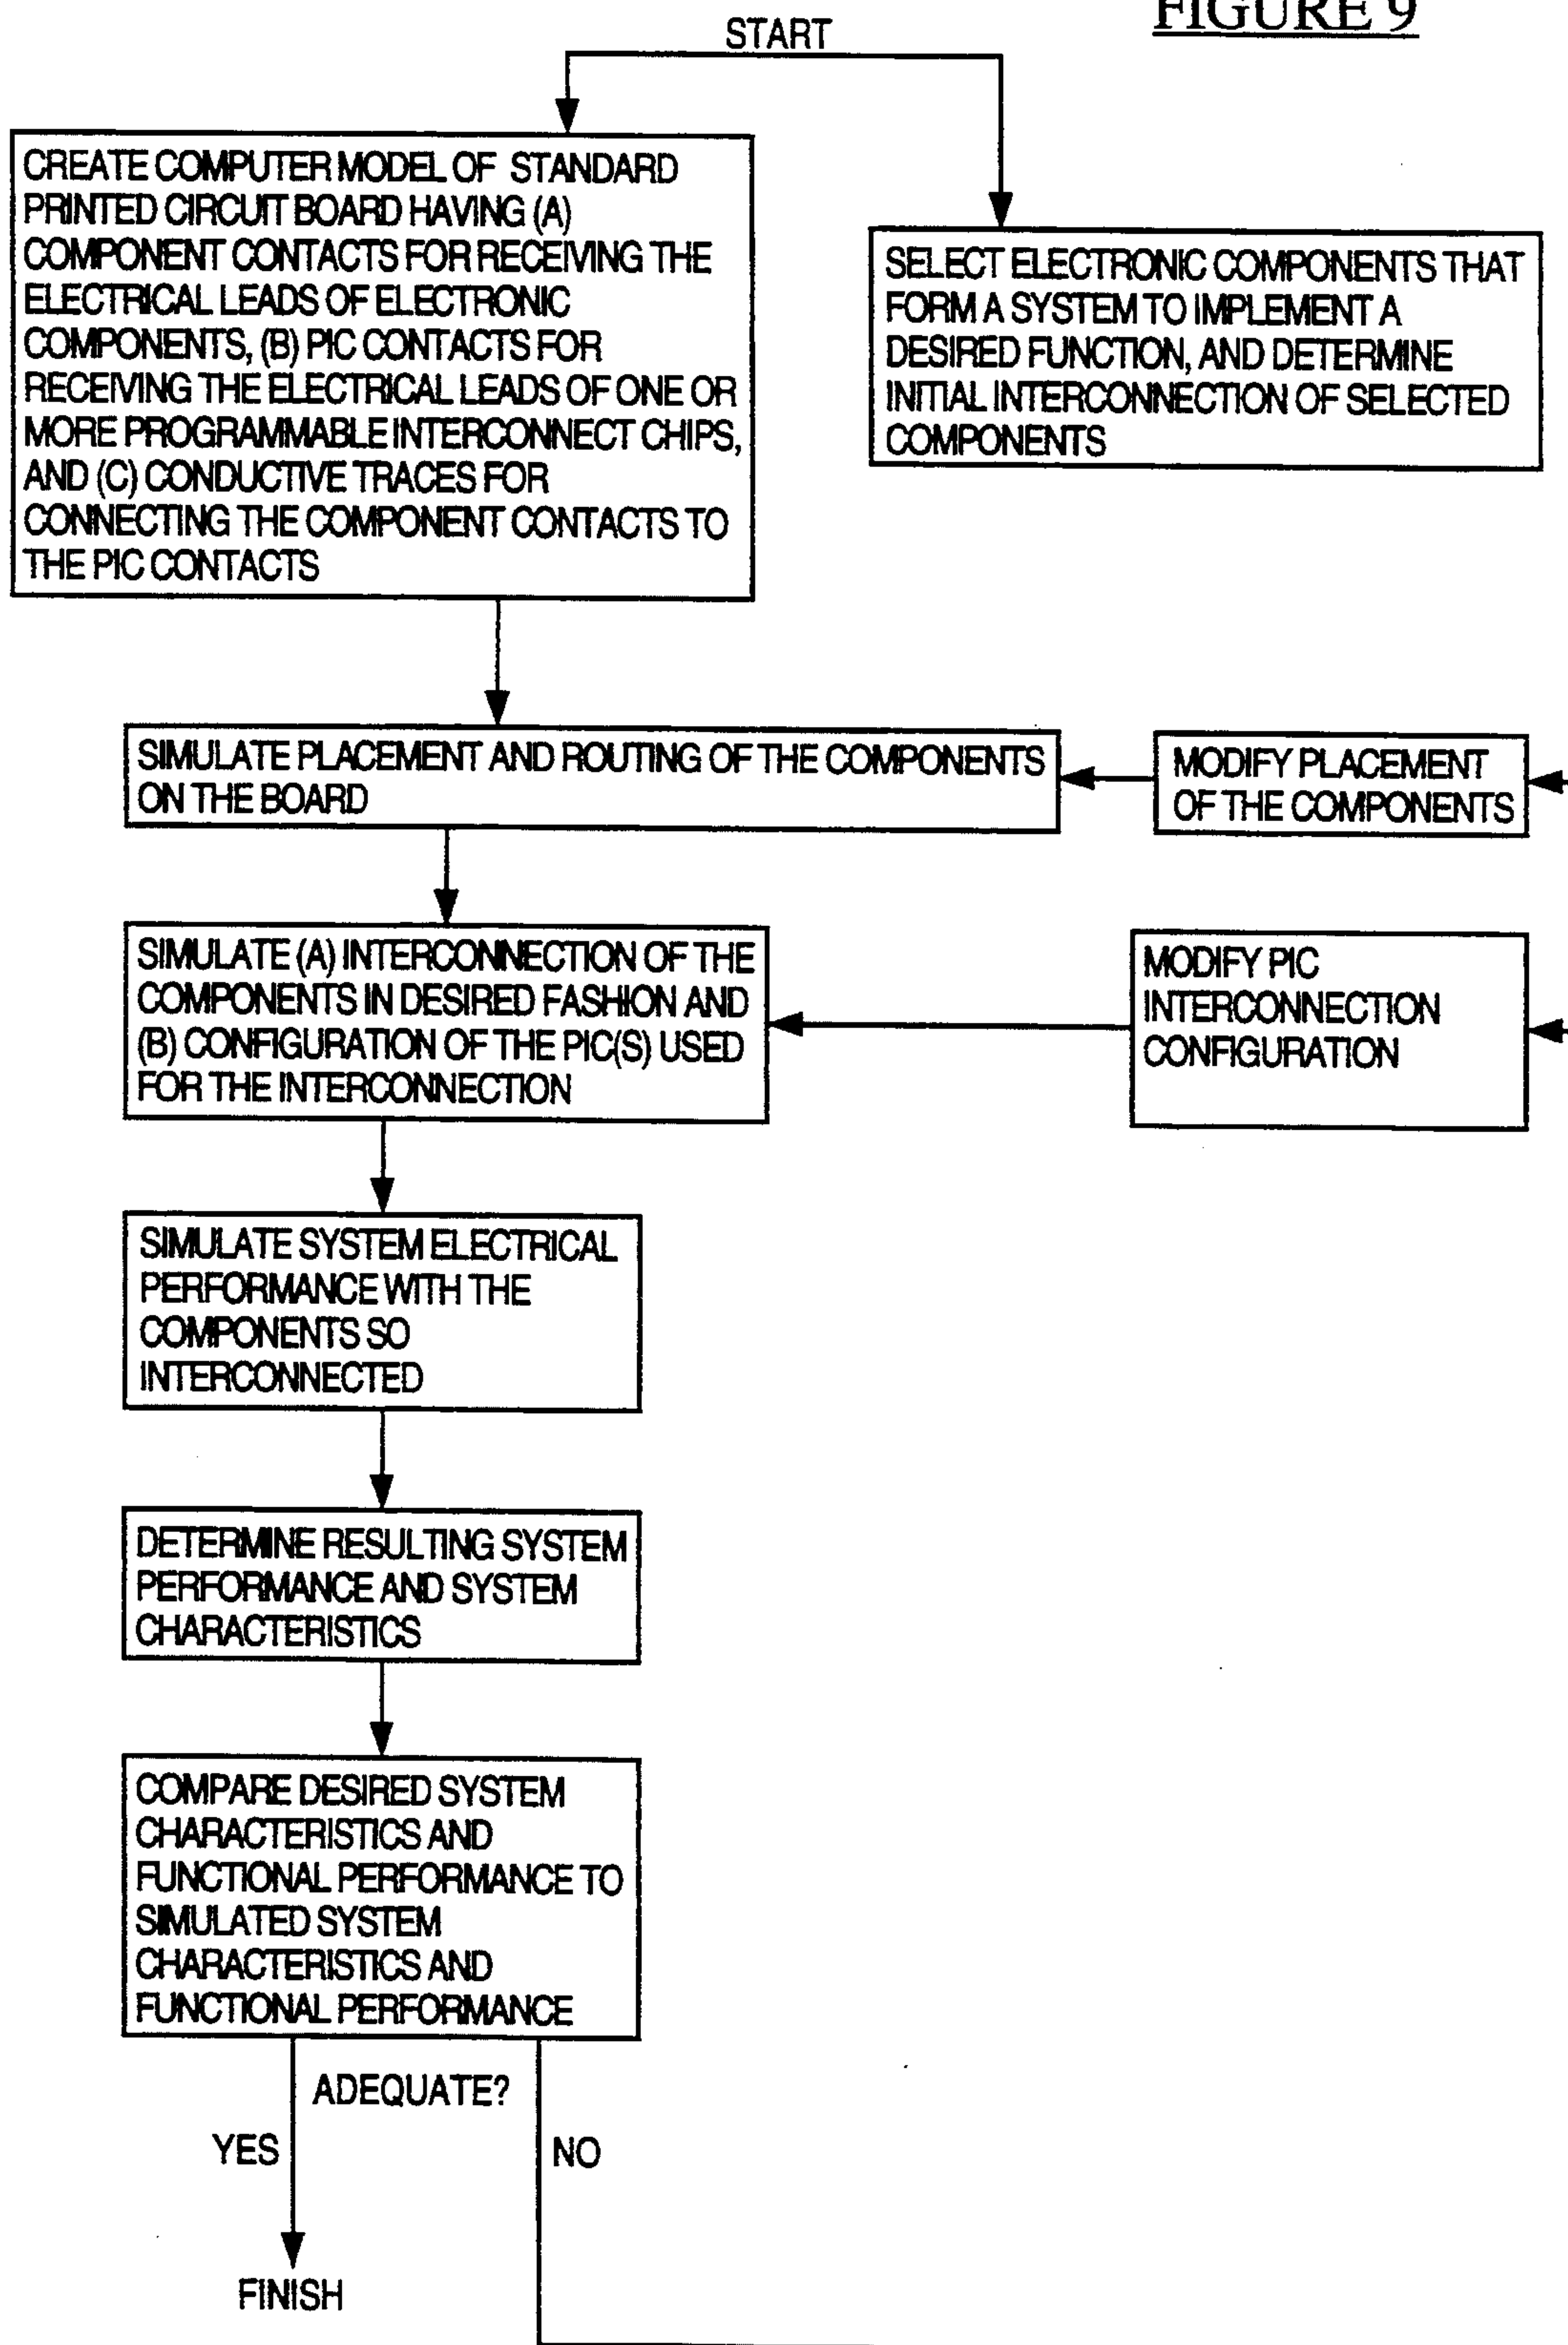 FIGURE 9
START
CREATE COMPUTER MODEL OF STANDARD
PRINTED CIRCUIT BOARD HAVING (A)
COMPONENT CONTACTS FOR RECEIVING THE
ELECTRICAL LEADS OF ELECTRONIC
COMPONENTS, (B) PIC CONTACTS FOR
RECEIVING THE ELECTRICAL LEADS OF ONE OR
MORE PROGRAMMABLE INTERCONNECT CHIPS,
AND (C) CONDUCTIVE TRACES FOR
CONNECTING THE COMPONENT CONTACTS TO
THE PIC CONTACTS
SELECT ELECTRONIC COMPONENTS THAT
FORM A SYSTEM TO IMPLEMENT A
DESIRED FUNCTION, AND DETERMINE
INITIAL INTERCONNECTION OF SELECTED
COMPONENTS
SIMULATE PLACEMENT AND ROUTING OF THE COMPONENTS
ON THE BOARD
MODIFY PLACEMENT
OF THE COMPONENTS
SIMULATE (A) INTERCONNECTION OF THE
COMPONENTS IN DESIRED FASHION AND
(B) CONFIGURATION OF THE PIC(S) USED
FOR THE INTERCONNECTION
MODIFY PIC
INTERCONNECTION
CONFIGURATION
SIMULATE SYSTEM ELECTRICAL
PERFORMANCE WITH THE
COMPONENTS SO
INTERCONNECTED
DETERMINE RESULTING SYSTEM
PERFORMANCE AND SYSTEM
CHARACTERISTICS
COMPARE DESIRED SYSTEM
CHARACTERISTICS AND
FUNCTIONAL PERFORMANCE TO
SIMULATED SYSTEM
CHARACTERISTICS AND
FUNCTIONAL PERFORMANCE
ADEQUATE?
YES
NO
FINISH